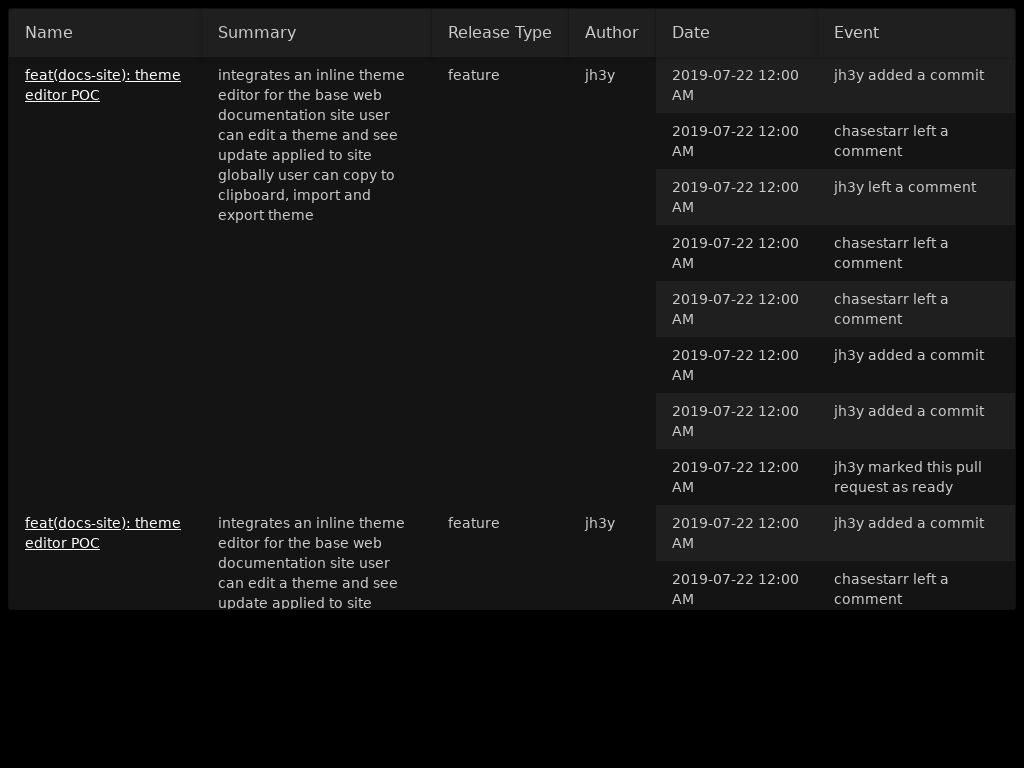 Name Summary Release Type Author Date Event
feat(docs-site): theme editor POC
integrates an inline theme
editor for the base web
documentation site user
can edit a theme and see
update applied to site
globally user can copy to
clipboard, import and
export theme
feature
jh3y
2019-07-22 12:00 AM
jh3y added a commit
2019-07-22 12:00 AM
chasestarr left a comment
2019-07-22 12:00 AM
jh3y left a comment
2019-07-22 12:00 AM
chasestarr left a comment
2019-07-22 12:00 AM
chasestarr left a comment
2019-07-22 12:00 AM
jh3y added a commit
2019-07-22 12:00 AM
jh3y added a commit
2019-07-22 12:00 AM
jh3y marked this pull request as ready
feat(docs-site): theme editor POC
integrates an inline theme
editor for the base web
documentation site user
can edit a theme and see
update applied to site
feature
jh3y
2019-07-22 12:00 AM
jh3y added a commit
2019-07-22 12:00 AM
chasestarr left a comment